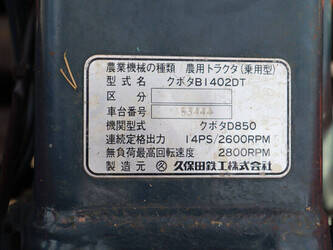 農業機械の種類 農用トラクタ(乗用型)
型式名 クボタB1402DT
区分
車台番号 53444
機関型式 クボタD850
連続定格出力 14PS/2600RPM
無負荷最高回転速度 2800RPM
製造元 久保田鉄工株式会社